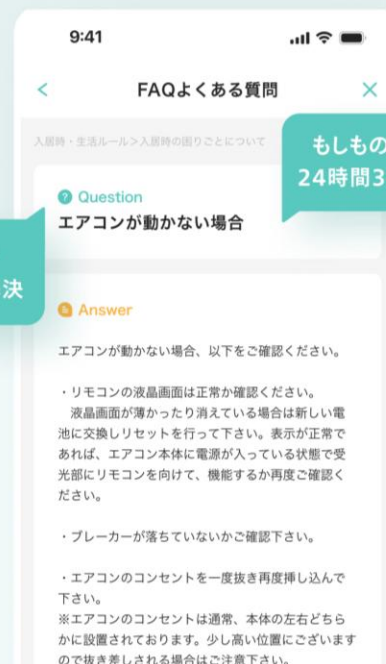 9:41
FAQよくある質問
入居時・生活ルール＞入居時の困りごとについて
もしもの
24時間3
Question
エアコンが動かない場合
決
Answer
エアコンが動かない場合、以下をご確認ください。
・リモコンの液晶画面は正常か確認ください。
液晶画面が薄かったり消えている場合は新しい電
池に交換しリセットを行って下さい。表示が正常で
あれば、エアコン本体に電源が入っている状態で受
光部にリモコンを向けて、機能するか再度ご確認く
ださい。
・ブレーカーが落ちていないかご確認下さい。
・エアコンのコンセントを一度抜き再度挿し込んで
下さい。
※エアコンのコンセントは通常、本体の左右どちら
かに設置されております。少し高い位置にございます
ので抜き差しされる場合はご注意下さい。